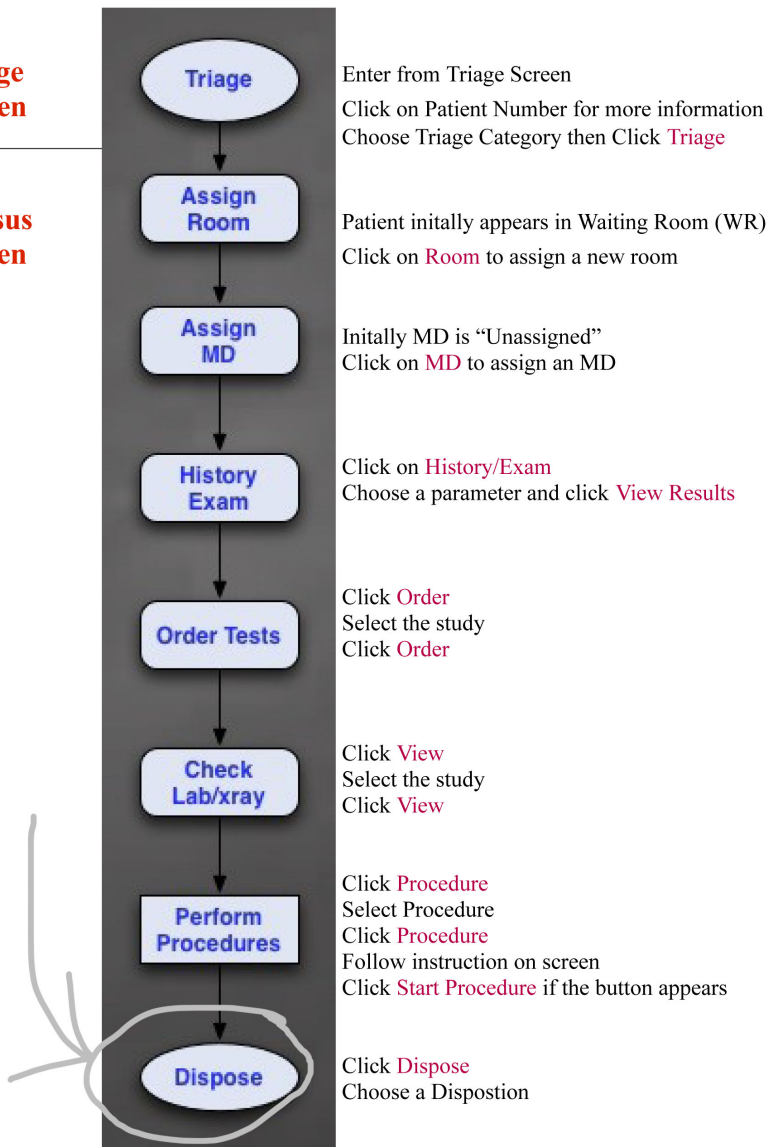 Triage
Enter from Triage Screen
Click on Patient Number for more information
Choose Triage Category then Click Triage
Assign
Room
Patient initally appears in Waiting Room (WR)
Click on Room to assign a new room
Assign
MD
Initally MD is “Unassigned”
Click on MD to assign an MD
History
Exam
Click on History/Exam
Choose a parameter and click View Results
Order Tests
Click Order
Select the study
Click Order
Check
Lab/xray
Click View
Select the study
Click View
Perform
Procedures
Click Procedure
Select Procedure
Click Procedure
Follow instruction on screen
Click Start Procedure if the button appears
Dispose
Click Dispose
Choose a Dispostion